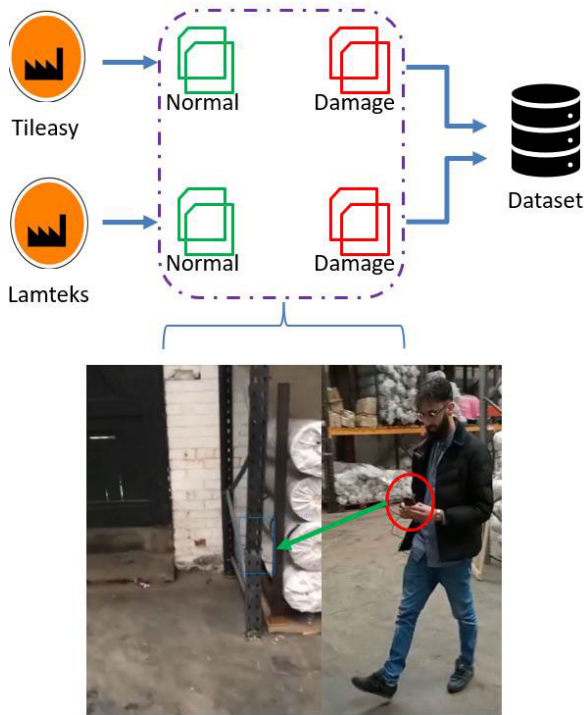 Tileasy
Normal
Damage
Lamteks
Normal
Damage
Dataset